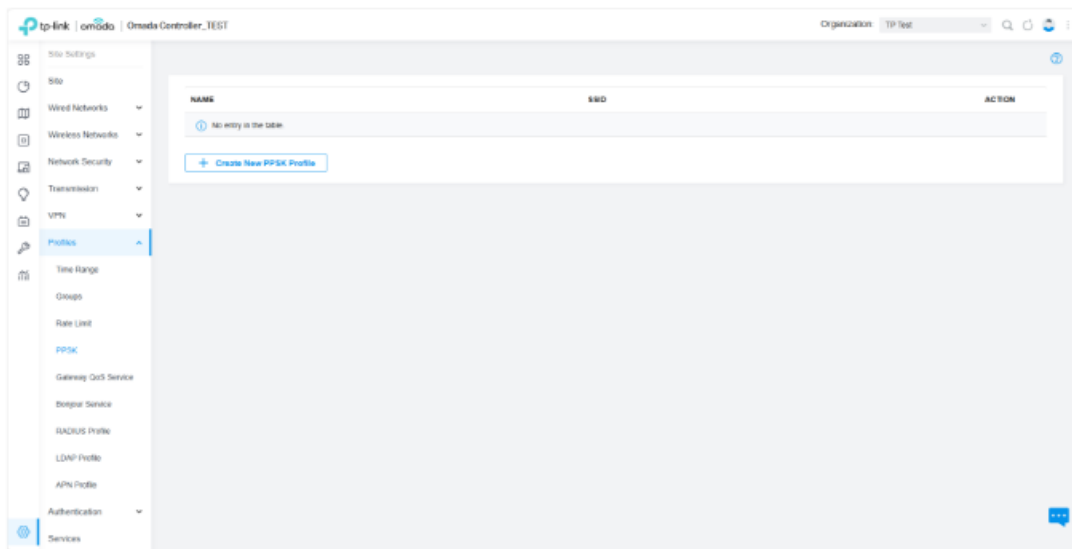 tp-link | omada | Omada Controller_TEST
Organization: TP Test
Site Settings
Site
Wired Networks
Wireless Networks
Network Security
Transmission
VPN
Profiles
Time Range
Groups
Rate Limit
PPSK
Gateway QoS Service
Bonjour Service
RADIUS Profile
LDAP Profile
APN Profile
Authentication
Services
NAME SSID ACTION
No entry in the table.
Create New PPSK Profile